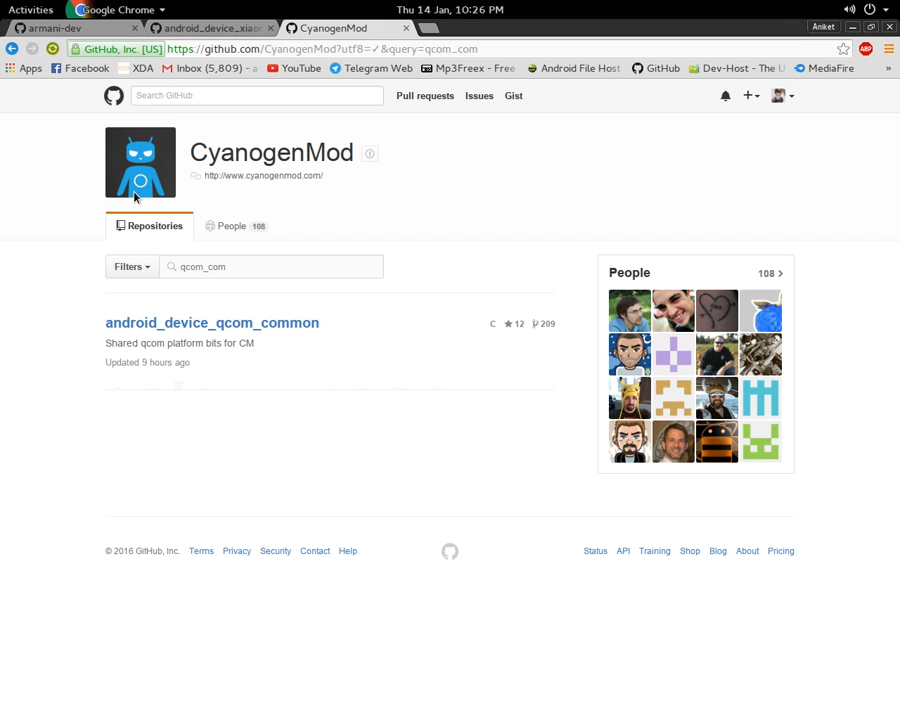 Activities Google Chrome Thu 14 Jan, 10:26 PM
armani-dev × android_device_xiao × CyanogenMod × Aniket
GitHub, Inc. [US] https://github.com/CyanogenMod?utf8=✓&query=qcom_com ABP
Apps Facebook XDA Inbox (5,809) - a YouTube Telegram Web Mp3Freex - Free Android File Host GitHub Dev-Host - The U MediaFire »
Search GitHub Pull requests Issues Gist
CyanogenMod
http://www.cyanogenmod.com/
Repositories People 108
Filters qcom_com
People 108
android_device_qcom_common C 12 209
Shared qcom platform bits for CM
Updated 9 hours ago
© 2016 GitHub, Inc. Terms Privacy Security Contact Help Status API Training Shop Blog About Pricing